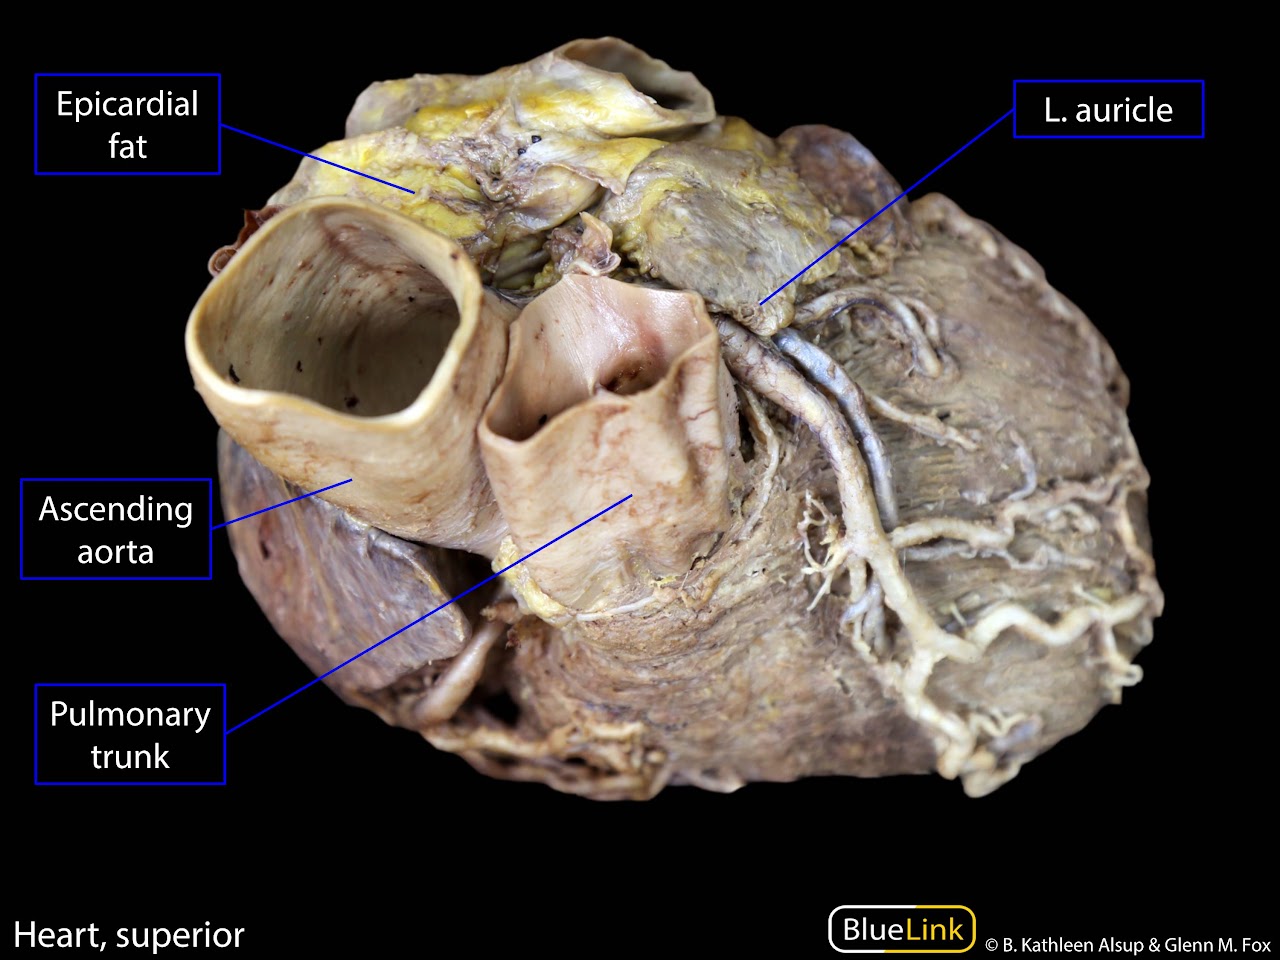 Epicardial
fat
L. auricle
Ascending
aorta
Pulmonary
trunk
Heart, superior
BlueLink
© B. Kathleen Alsup & Glenn M. Fox